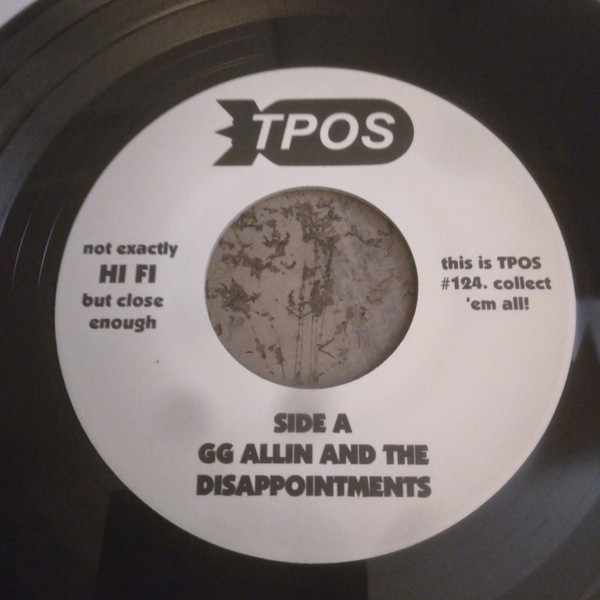 TPOS
not exactly
HI FI
but close
enough
this is TPOS
#124. collect
'em all!
SIDE A
GG ALLIN AND THE
DISAPPOINTMENTS